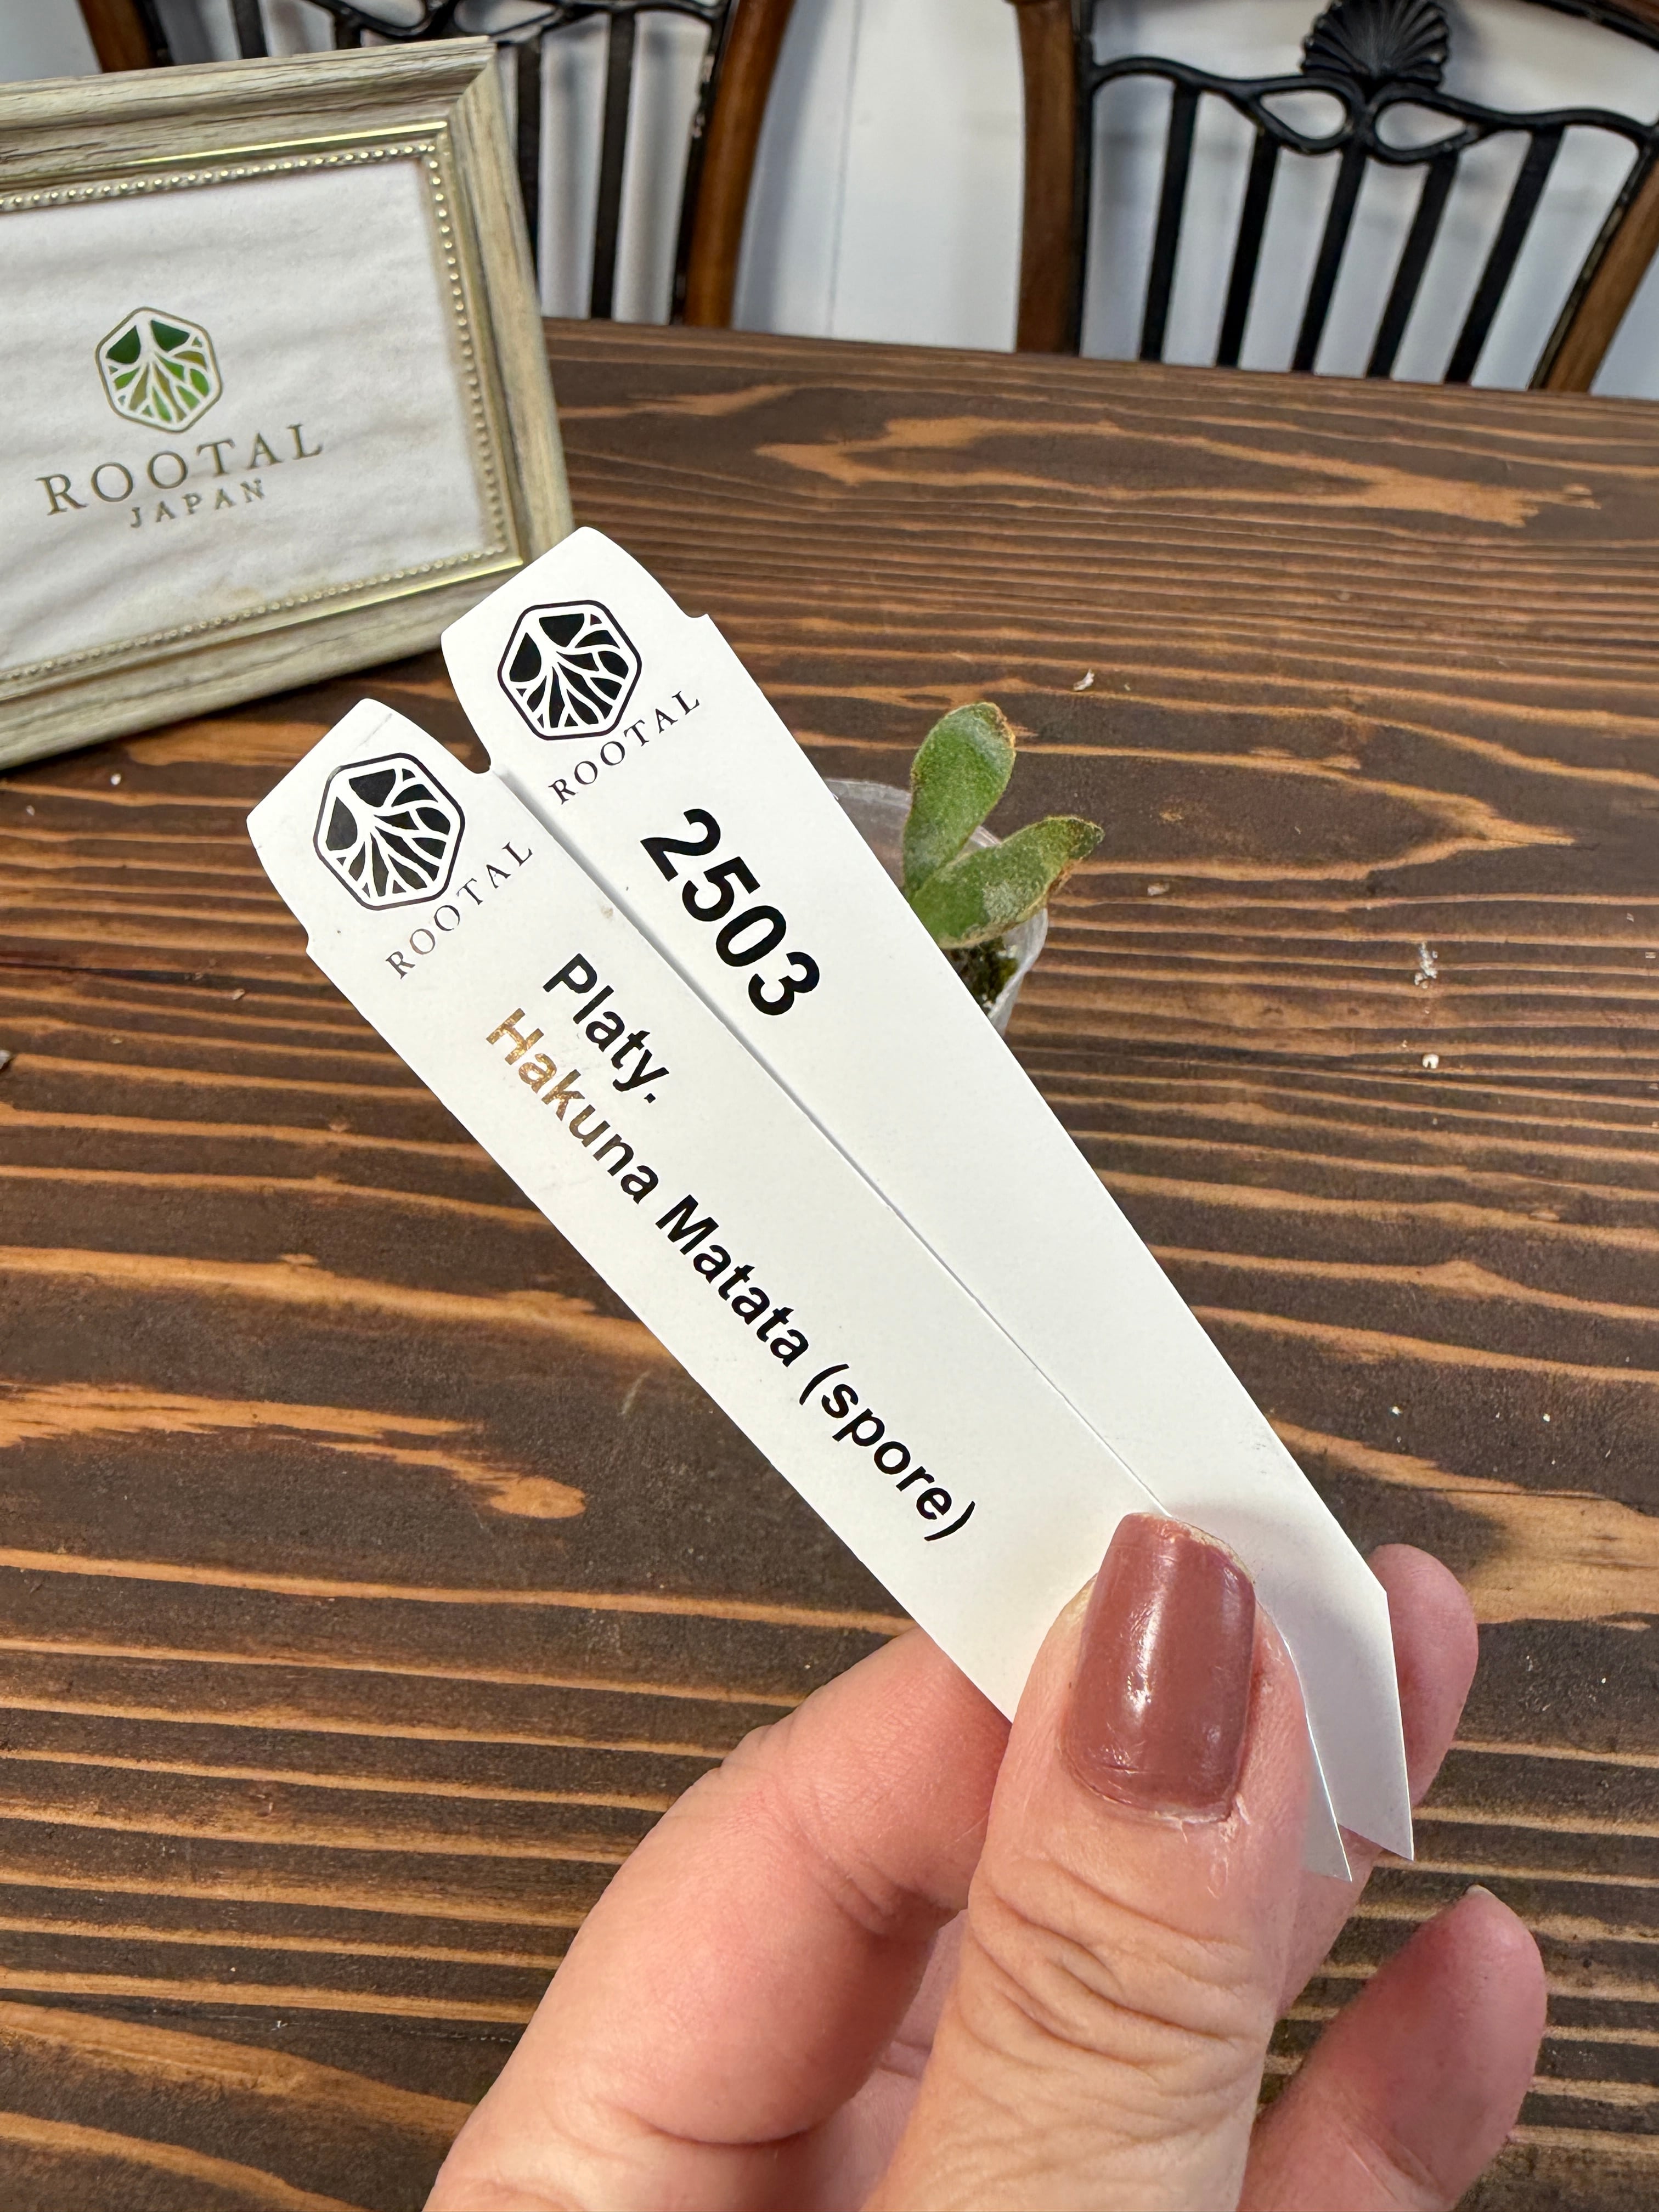 ROOTAL
JAPAN
ROOTAL
2503
ROOTAL
Platy.
Hakuna Matata (spore)